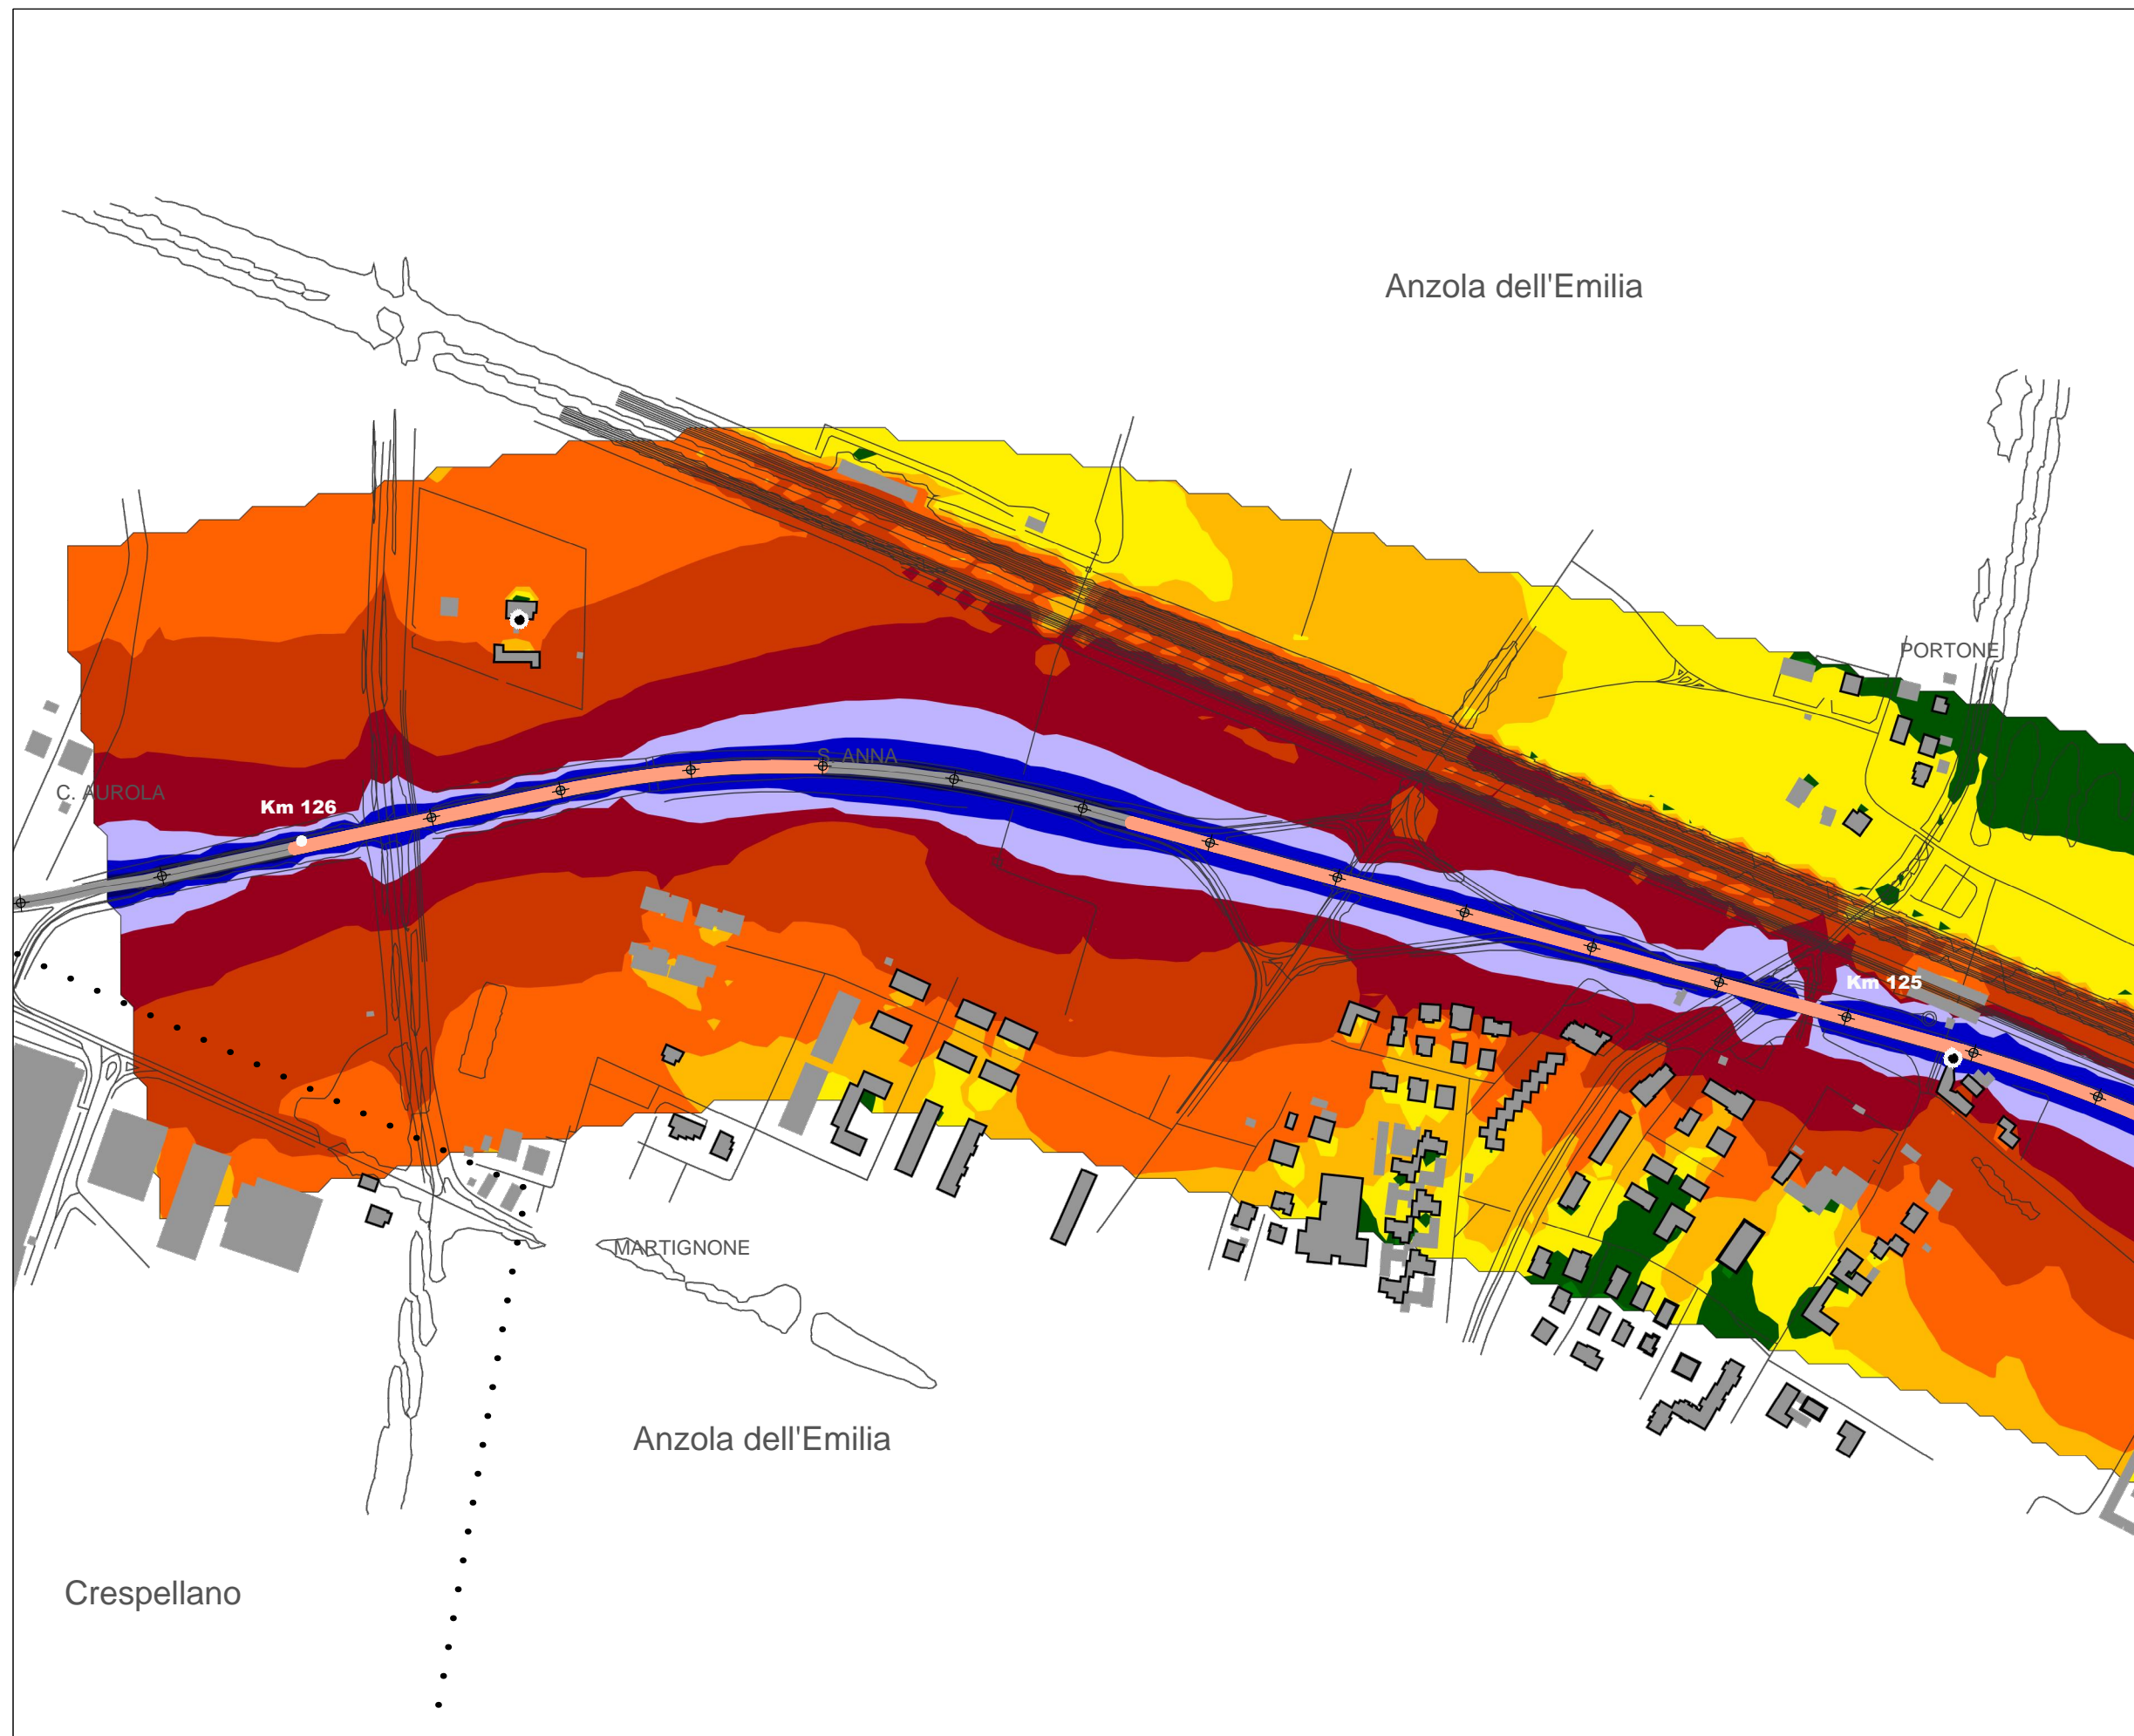 Anzola dell'Emilia
PORTONE
S. ANNA
C. AUROLA
Km 126
Km 125
MARTIGNONE
Anzola dell'Emilia
Crespellano